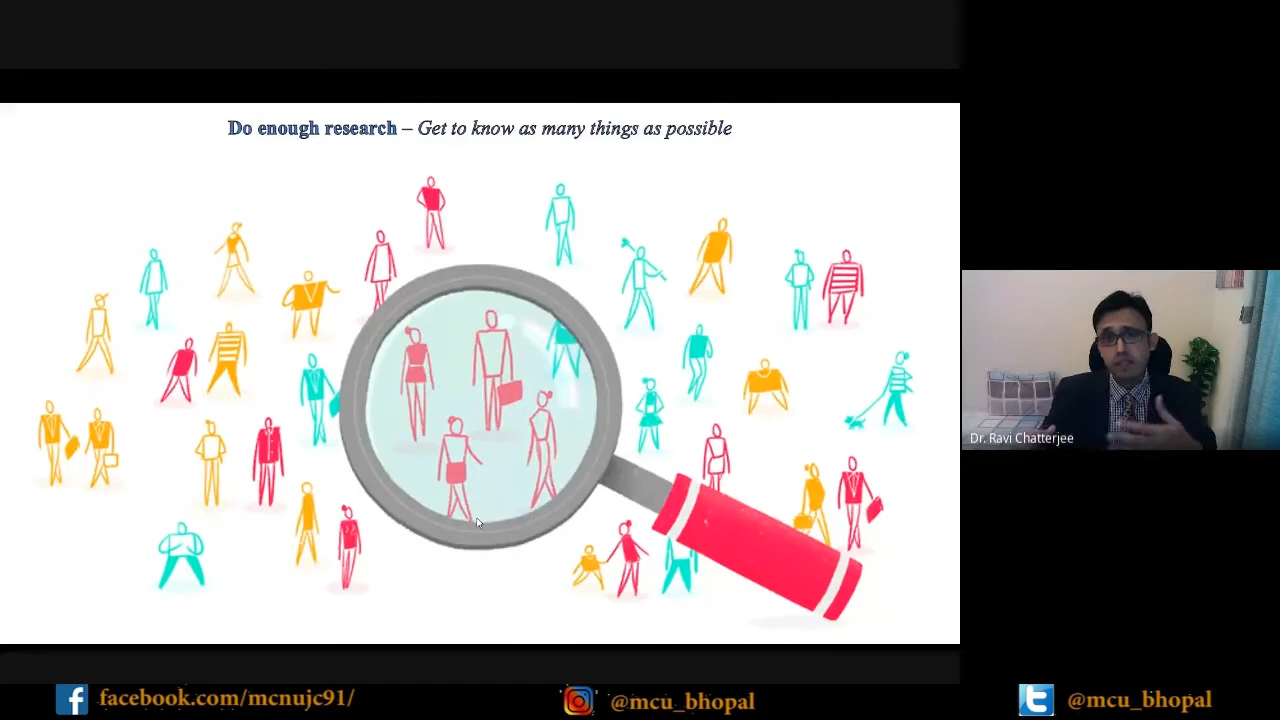 Do enough research – Get to know as many things as possible
Dr. Ravi Chatterjee
facebook.com/mcnujc91/
@mcu_bhopal
@mcu_bhopal